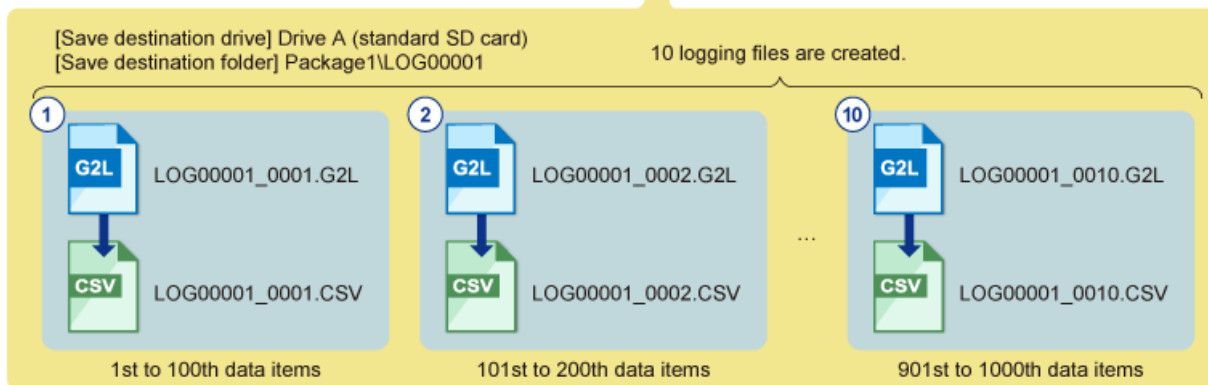 [Save destination drive] Drive A (standard SD card)
[Save destination folder] Package1\LOG00001
10 logging files are created.
1
G2L
LOG00001_0001.G2L
CSV
LOG00001_0001.CSV
1st to 100th data items
2
G2L
LOG00001_0002.G2L
CSV
LOG00001_0002.CSV
101st to 200th data items
...
10
G2L
LOG00001_0010.G2L
CSV
LOG00001_0010.CSV
901st to 1000th data items